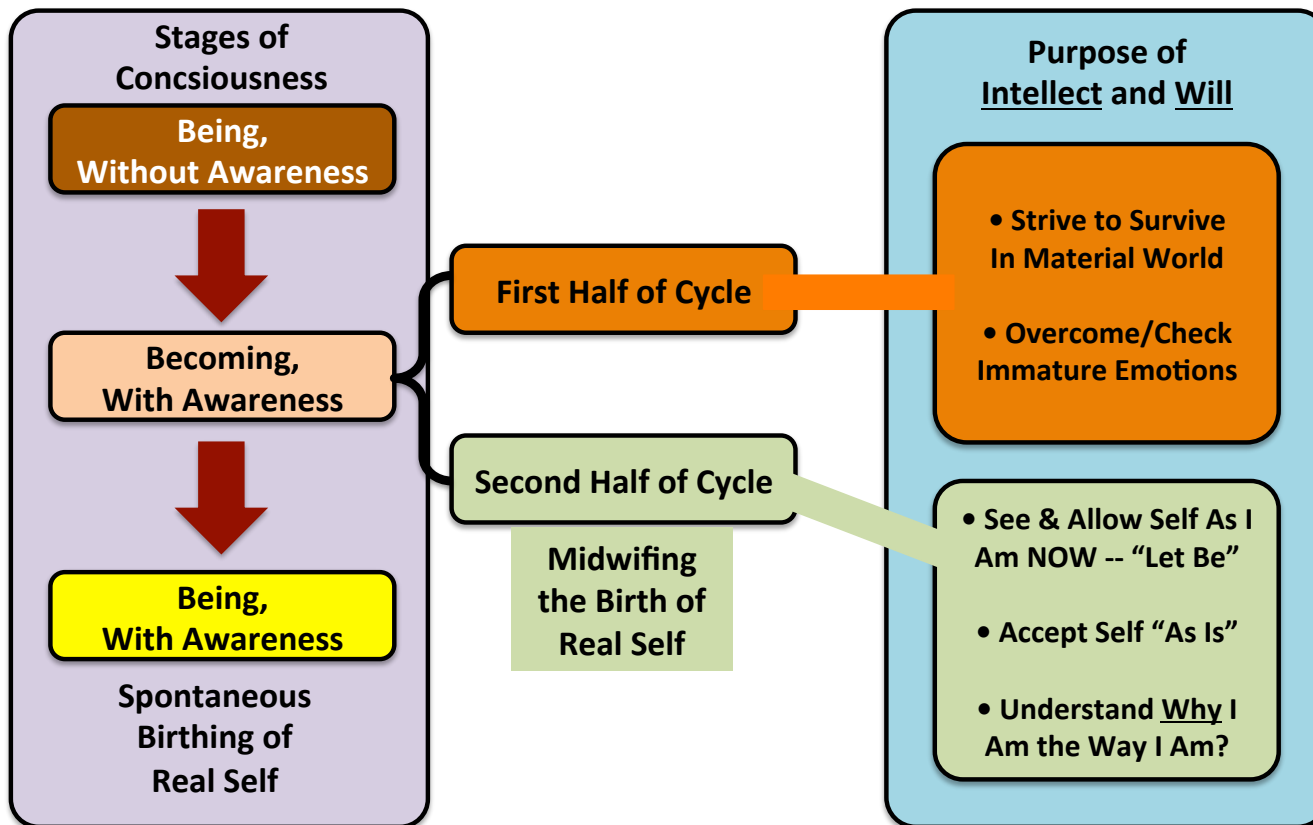 Stages of
Concsiousness
Being,
Without Awareness
Becoming,
With Awareness
Being,
With Awareness
Spontaneous
Birthing of
Real Self
First Half of Cycle
Second Half of Cycle
Midwifing
the Birth of
Real Self
Purpose of
Intellect and Will
• Strive to Survive
In Material World
• Overcome/Check
Immature Emotions
• See & Allow Self As I
Am NOW -- “Let Be”
• Accept Self “As Is”
• Understand Why I
Am the Way I Am?